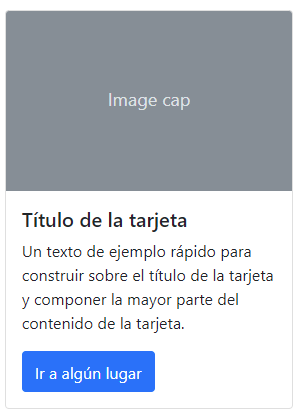 Image cap
Título de la tarjeta
Un texto de ejemplo rápido para
construir sobre el título de la tarjeta
y componer la mayor parte del
contenido de la tarjeta.
Ir a algún lugar